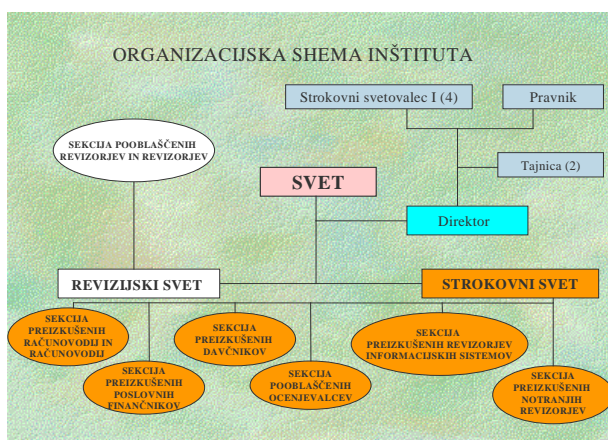 ORGANIZACIJSKA SHEMA INŠTITUTA
Strokovni svetovalec I (4)
Pravnik
SEKCIJA POOBLAŠČENIH
REVIZORJEV IN REVIZORJEV
Tajnica (2)
SVET
Direktor
REVIZIJSKI SVET
STROKOVNI SVET
SEKCIJA
PREIZKUŠENIH
RAČUNOVODIJ IN
RAČUNOVODIJ
SEKCIJA
PREIZKUŠENIH
POSLOVNIH
FINANČNIKOV
SEKCIJA
PREIZKUŠENIH
DAVČNIKOV
SEKCIJA
POOBLAŠČENIH
OCENJEVALCEV
SEKCIJA
PREIZKUŠENIH REVIZORJEV
INFORMACIJSKIH SISTEMOV
SEKCIJA
PREIZKUŠENIH
NOTRANJIH
REVIZORJEV